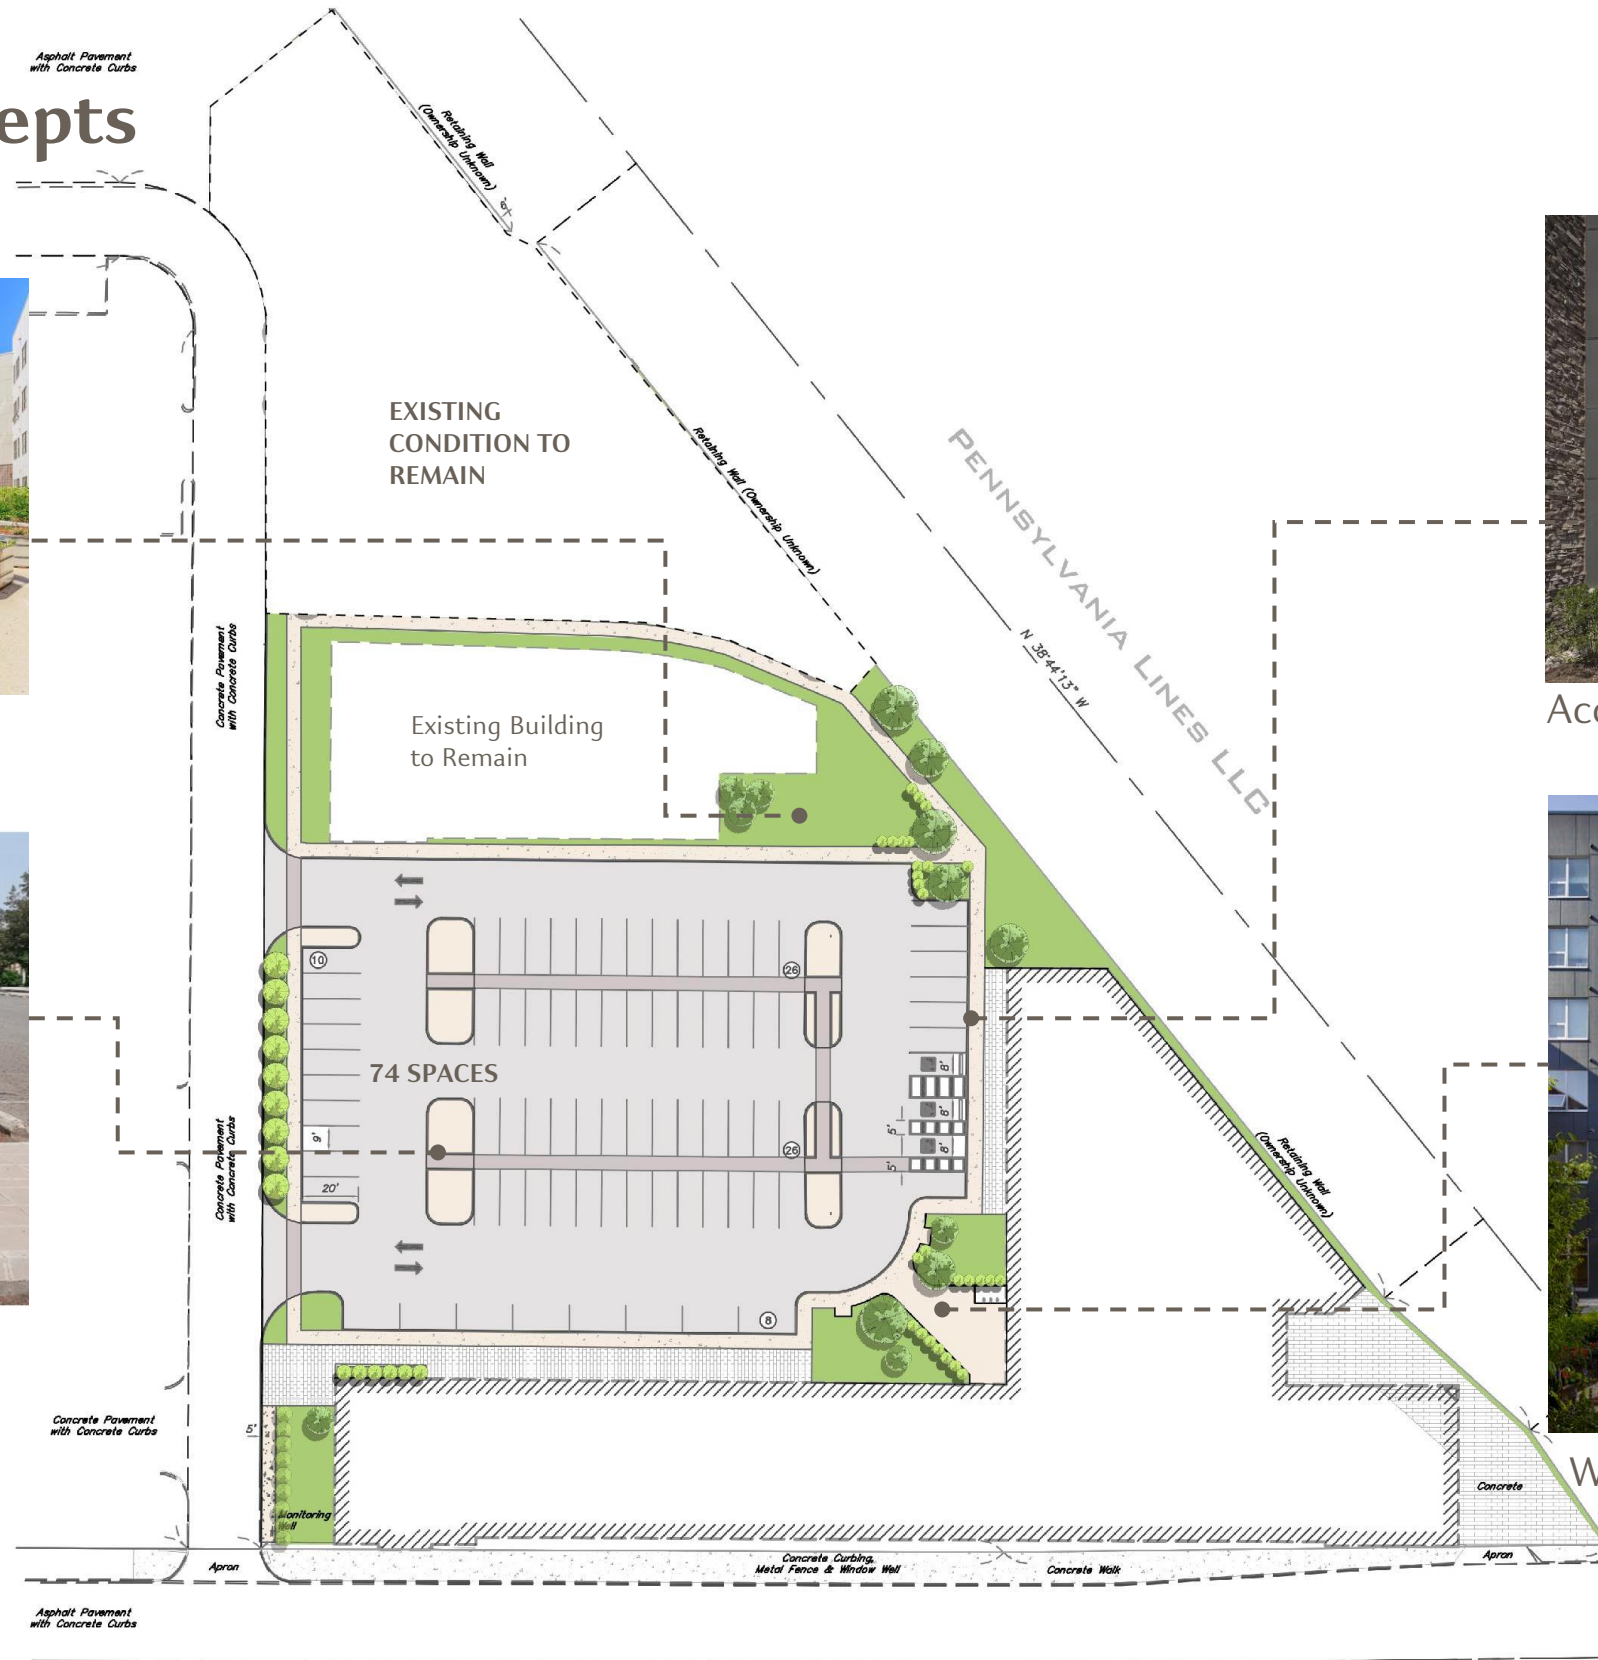 Asphalt Pavement
with Concrete Curbs
epts
Retaining Wall
(Ownership Unknown)
EXISTING
CONDITION TO
REMAIN
Retaining Wall (Ownership Unknown)
PENNSYLVANIA LINES LLC
N 38°44'13" W
Concrete Pavement
with Concrete Curbs
Existing Building
to Remain
Acc
10
26
74 SPACES
8'
8'
5'
8'
5'
9'
26
20'
Concrete Pavement
with Concrete Curbs
Retaining Wall
(Ownership Unknown)
8
Concrete Pavement
with Concrete Curbs
5'
W
Concrete
Monitoring
Well
Apron
Concrete Curbing,
Metal Fence & Window Well
Concrete Walk
Apron
Asphalt Pavement
with Concrete Curbs